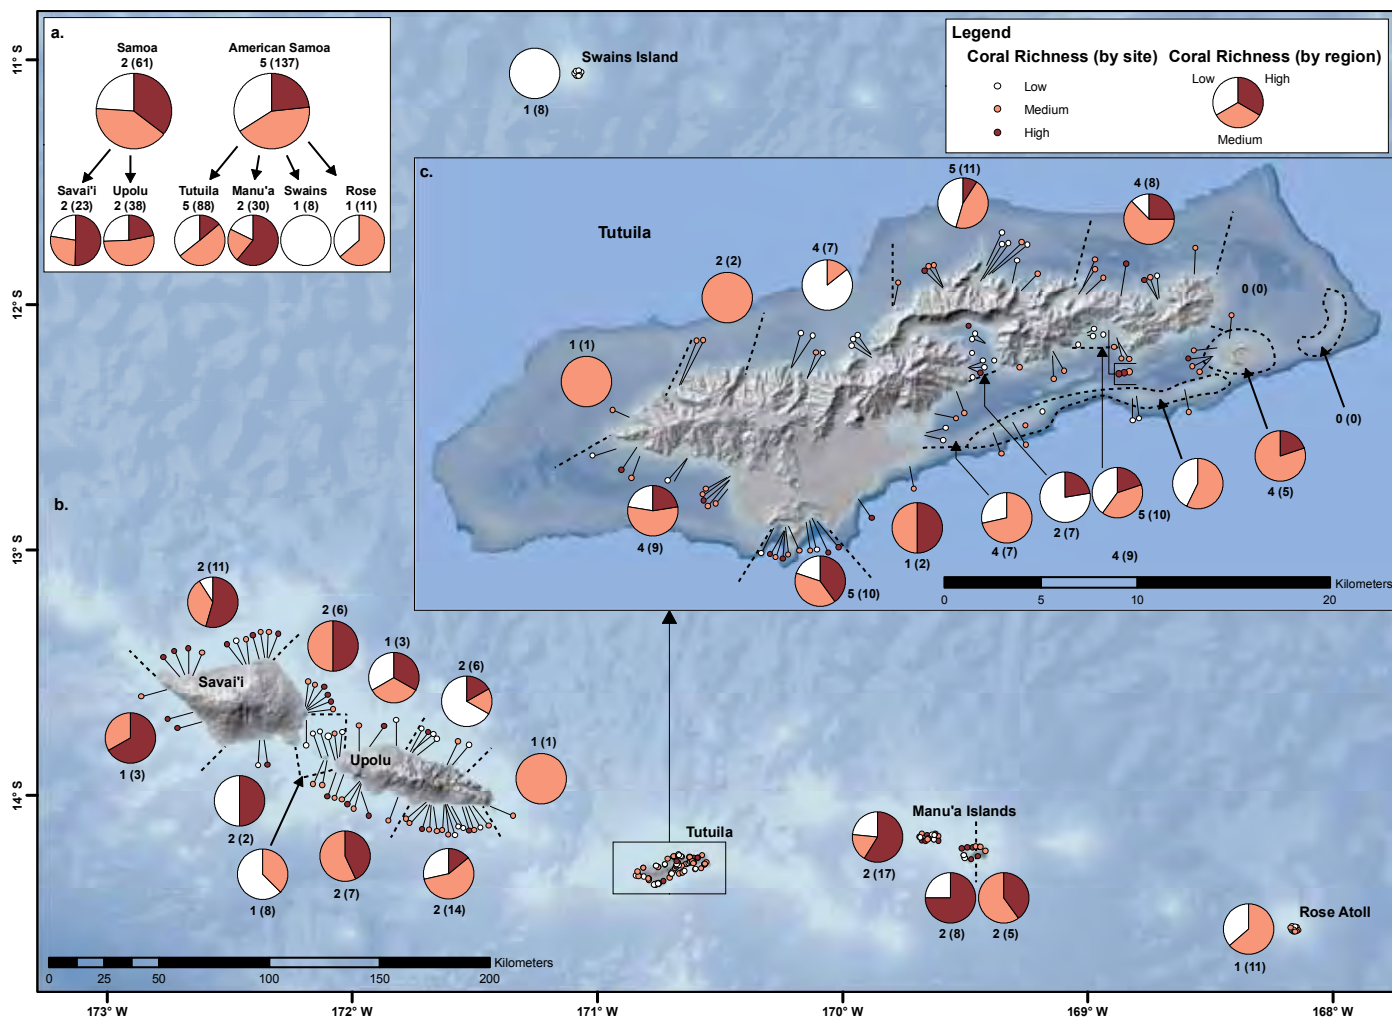 a.
Samoa
2 (61)
American Samoa
5 (137)
Savai'i
2 (23)
Upolu
2 (38)
Tutuila
5 (88)
Manu'a
2 (30)
Swains
1 (8)
Rose
1 (11)
Swains Island
1 (8)
Legend
Coral Richness (by site)
Low
Medium
High
Coral Richness (by region)
Low
High
Medium
c.
Tutuila
5 (11)
4 (8)
4 (7)
2 (2)
1 (1)
0 (0)
0 (0)
4 (5)
4 (9)
5 (10)
1 (2)
4 (7)
2 (7)
5 (10)
4 (9)
Kilometers
0 5 10 20
b.
2 (11)
2 (6)
1 (3)
2 (6)
Savai'i
1 (3)
Upolu
1 (1)
2 (2)
1 (8)
2 (7)
2 (14)
Tutuila
Manu'a Islands
2 (17)
2 (8)
2 (5)
Rose Atoll
1 (11)
Kilometers
0 25 50 100 150 200
11° S
12° S
13° S
14° S
173° W
172° W
171° W
170° W
169° W
168° W